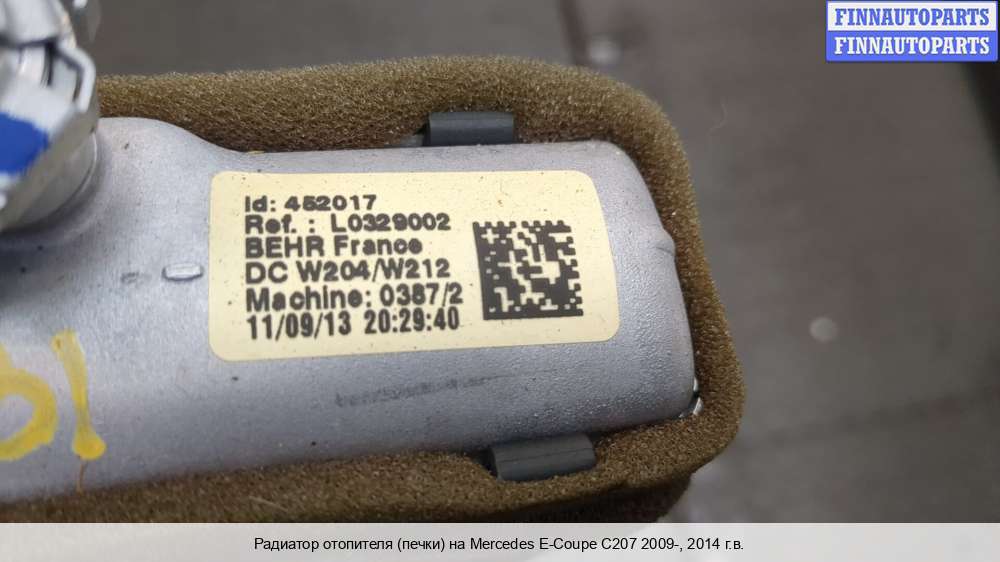 FINNAUTOPARTS
FINNAUTOPARTS
Id: 452017
Ref. : L0329002
BEHR France
DC W204/W212
Machine: 0387/2
11/09/13 20:29:40
Радиатор отопителя (печки) на Mercedes E-Coupe C207 2009-, 2014 г.в.